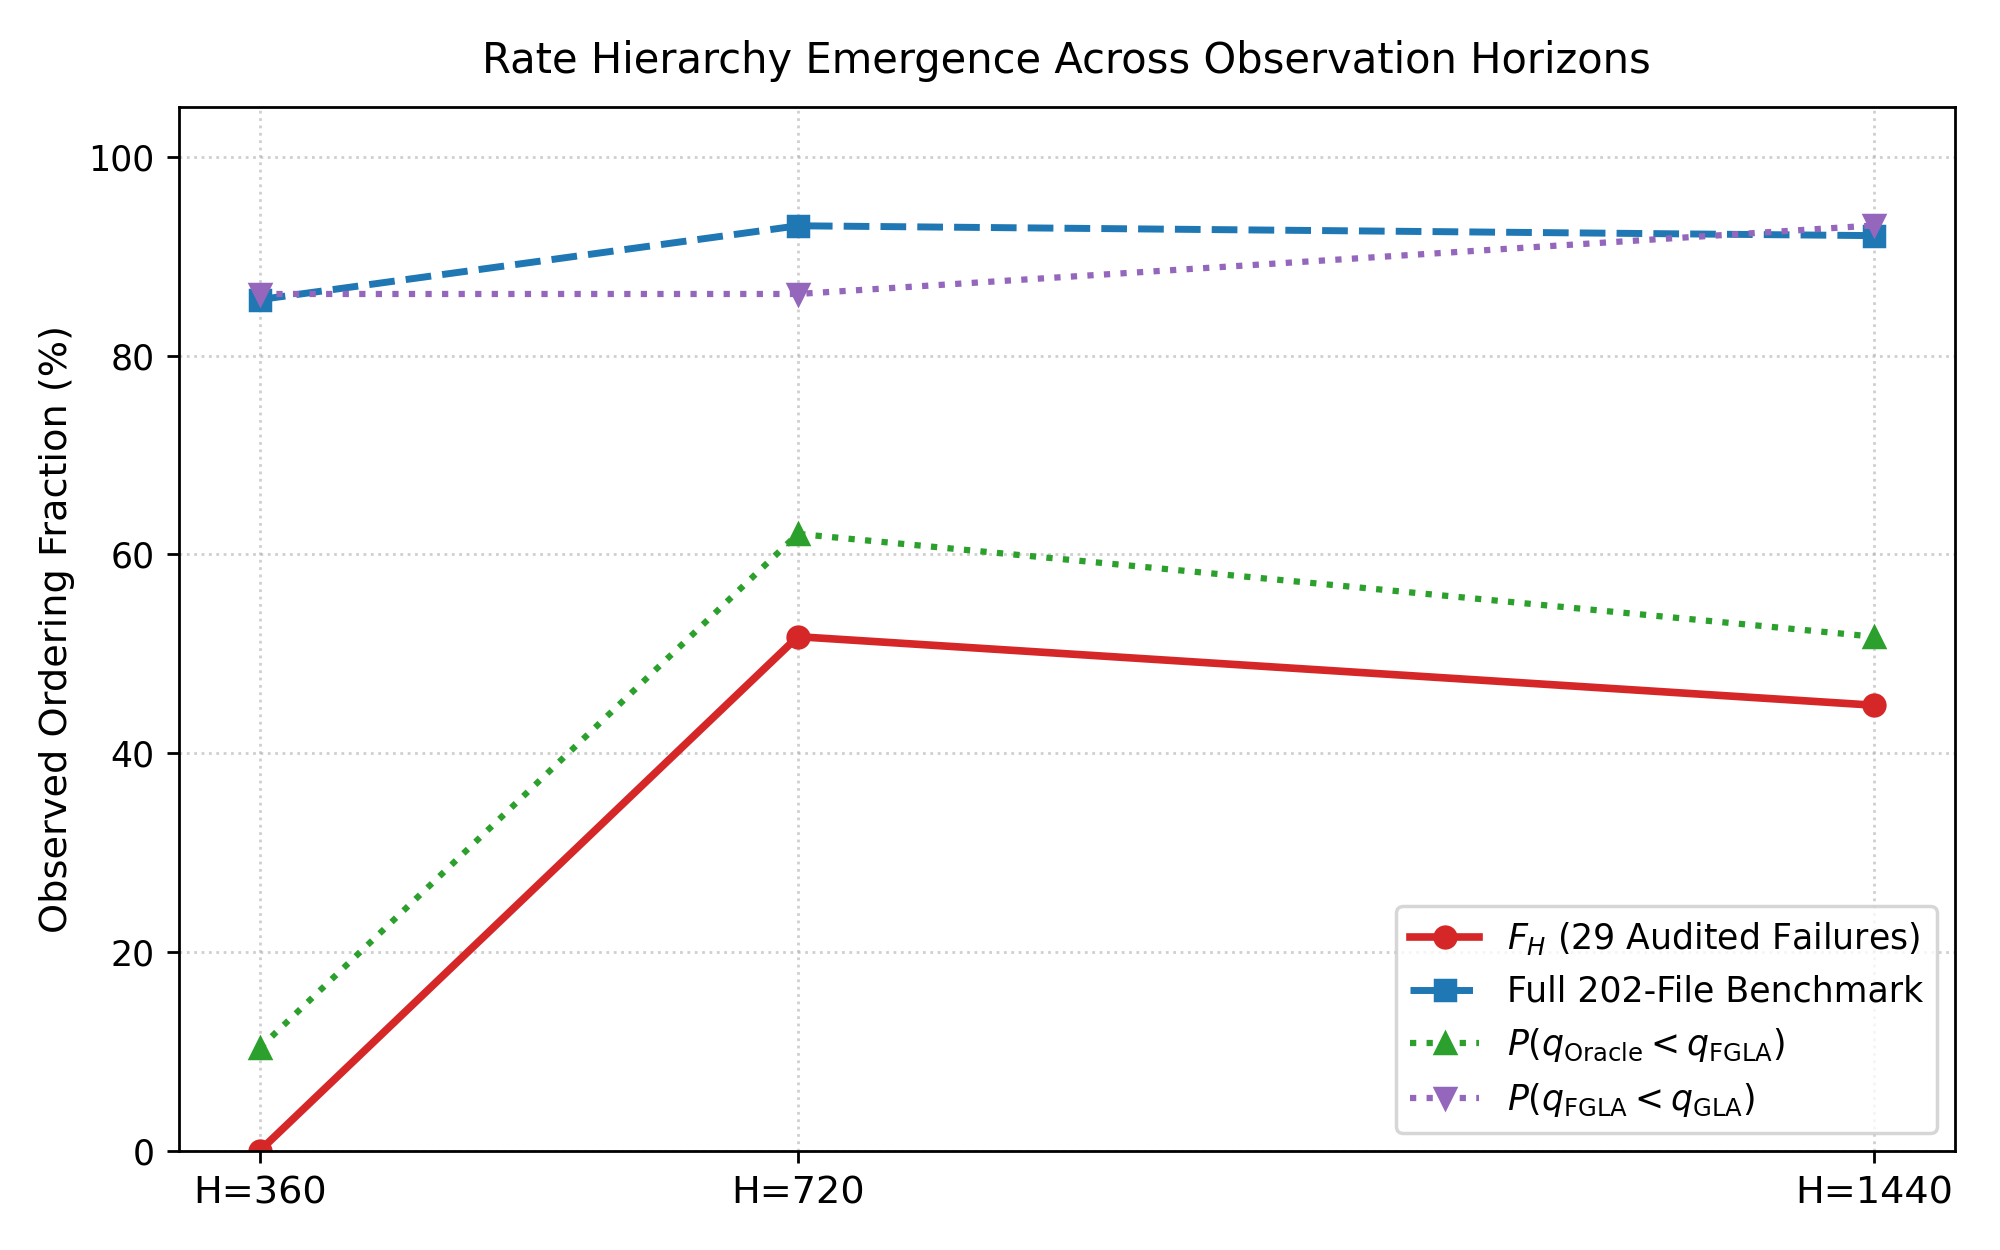 Rate Hierarchy Emergence Across Observation Horizons
Observed Ordering Fraction (%)
100
80
60
40
20
0
H=360
H=720
H=1440
F_H (29 Audited Failures)
Full 202-File Benchmark
P(q_Oracle < q_FGLA)
P(q_FGLA < q_GLA)